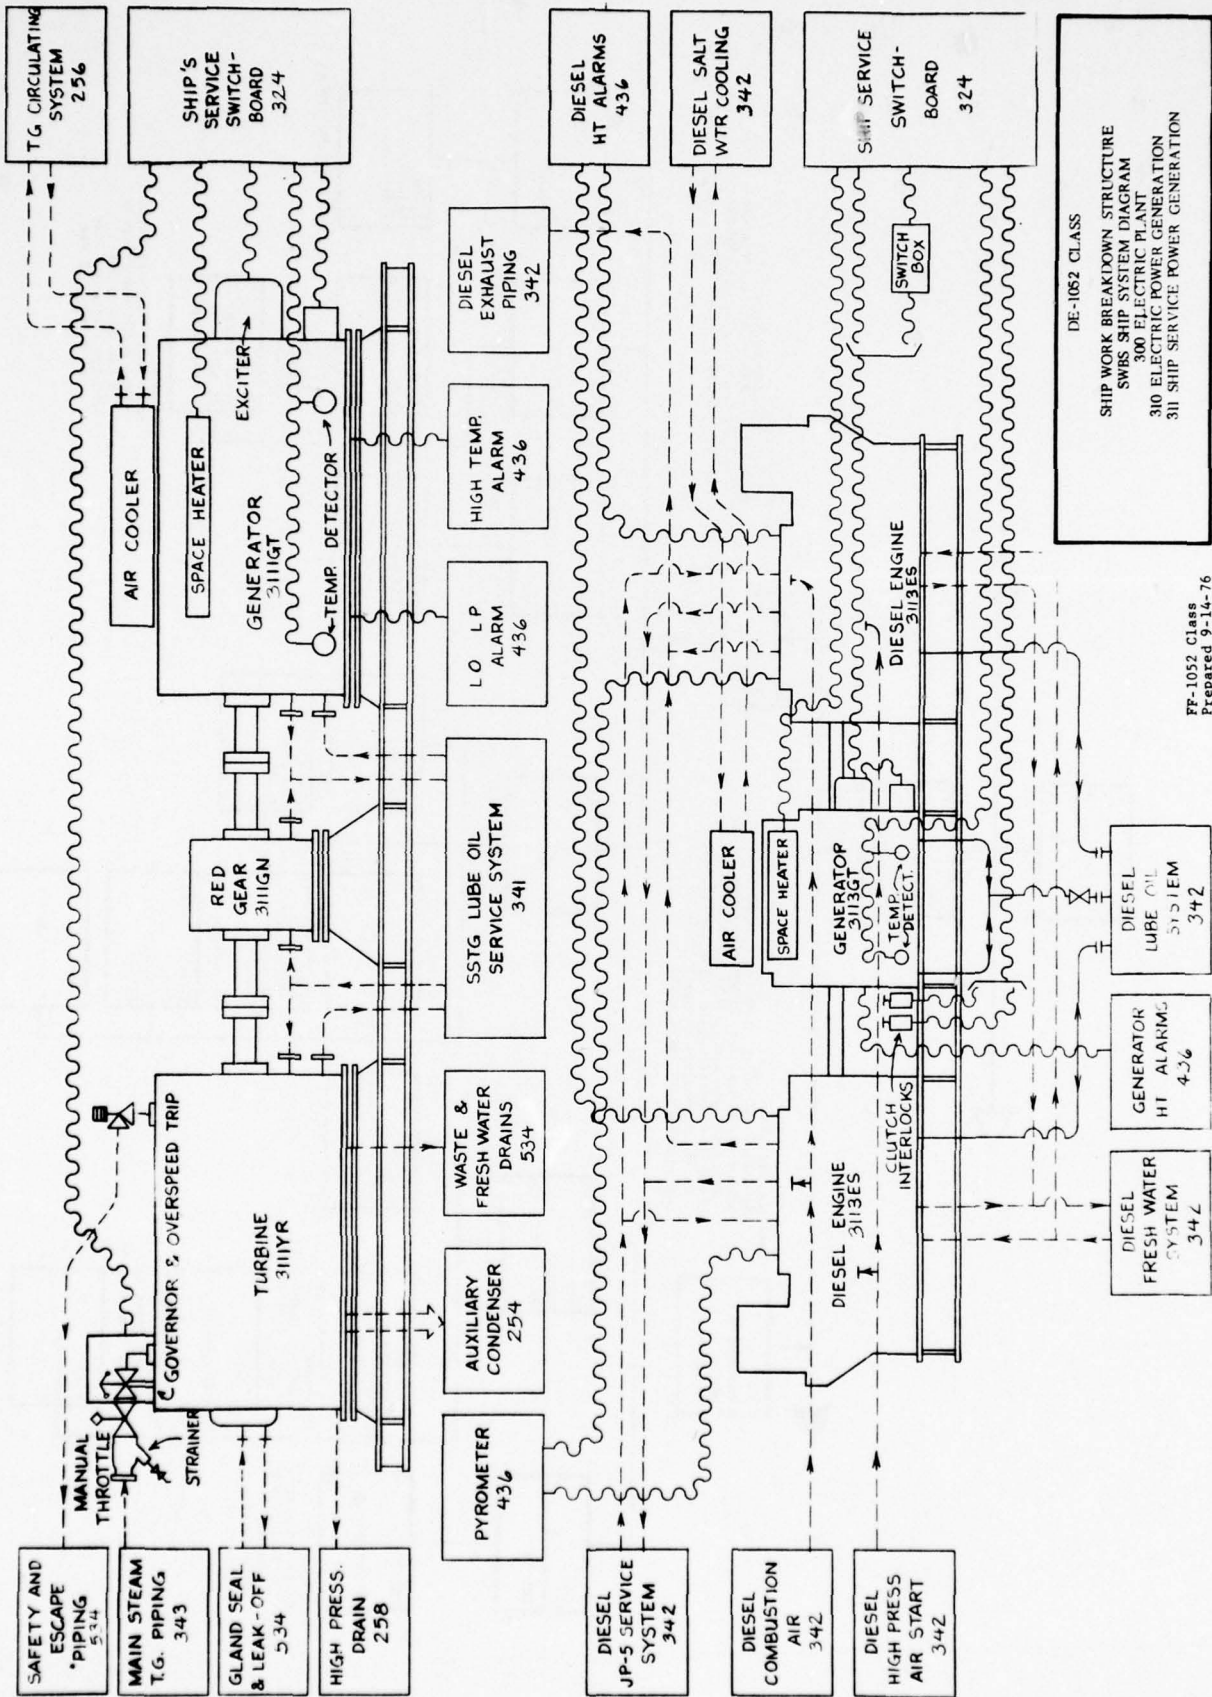 SAFETY AND
ESCAPE
PIPING
534
MAIN STEAM
T.G. PIPING
343
GLAND SEAL
& LEAK-OFF
534
HIGH PRESS.
DRAIN
258
MANUAL
THROTTLE
STRAINER
GOVERNOR & OVERSPEED TRIP
TURBINE
3111YR
RED
GEAR
3111GN
GENERATOR
3111GT
SPACE HEATER
TEMP. DETECTOR
EXCITER
AIR COOLER
TG CIRCULATING
SYSTEM
256
SHIP'S
SERVICE
SWITCH-
BOARD
324
PYROMETER
436
AUXILIARY
CONDENSER
254
WASTE &
FRESH WATER
DRAINS
534
SSTG LUBE OIL
SERVICE SYSTEM
341
LO LP
ALARM
436
HIGH TEMP.
ALARM
436
DIESEL
EXHAUST
PIPING
342
DIESEL
HT ALARMS
436
DIESEL SALT
WTR COOLING
342
SHIP SERVICE
SWITCH-
BOARD
324
SWITCH
BOX
DIESEL
JP-5 SERVICE
SYSTEM
342
DIESEL
COMBUSTION
AIR
342
DIESEL
HIGH PRESS
AIR START
342
DIESEL ENGINE
3113ES
CLUTCH
INTERLOCKS
AIR COOLER
SPACE HEATER
GENERATOR
3113GT
TEMP.
DETECT.
DIESEL ENGINE
3113ES
DIESEL
FRESH WATER
SYSTEM
342
GENERATOR
HT ALARMS
436
DIESEL
LUBE OIL
SYSTEM
342
DE-1052 CLASS
SHIP WORK BREAKDOWN STRUCTURE
SWBS SHIP SYSTEM DIAGRAM
300 ELECTRIC PLANT
310 ELECTRIC POWER GENERATION
311 SHIP SERVICE POWER GENERATION
FF-1052 Class
Prepared 9-14-76